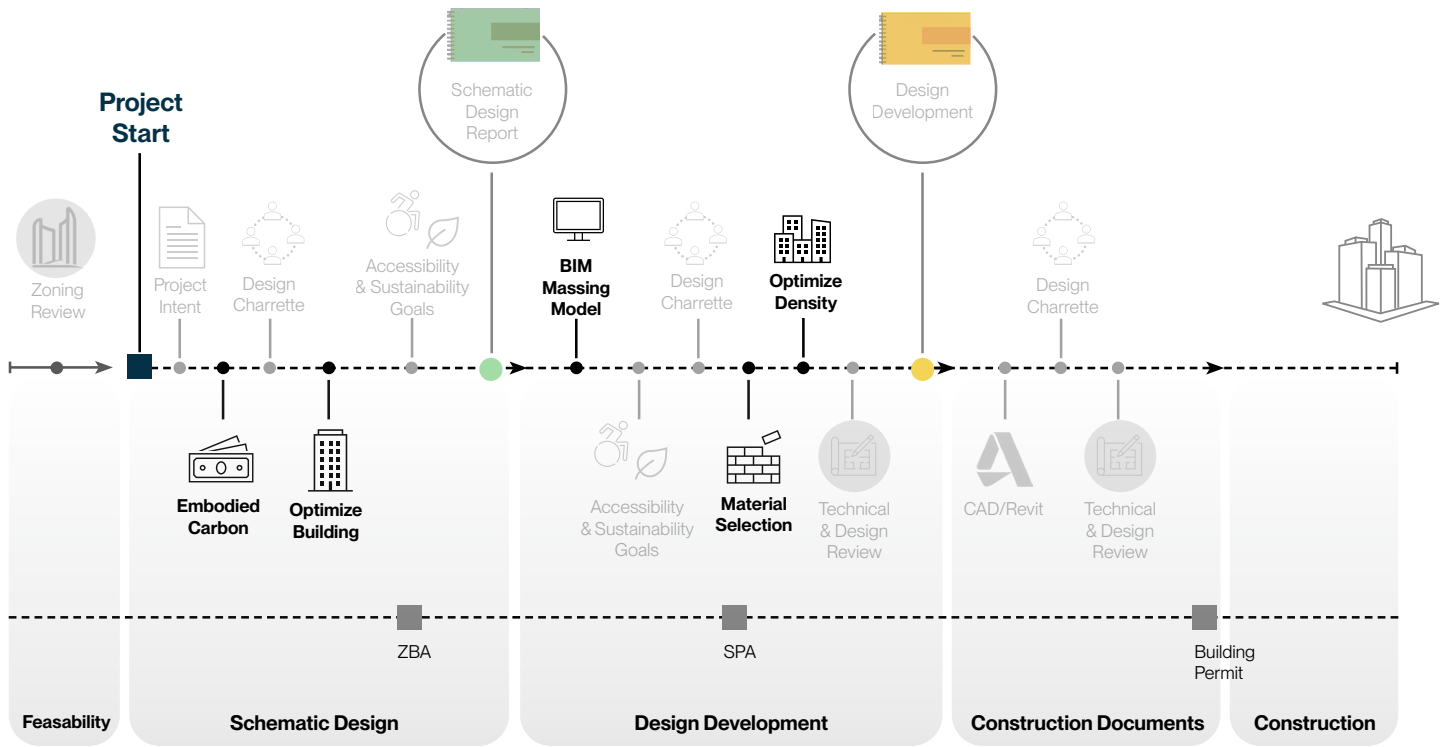 Schematic
Design
Report
Design
Development
Project
Start
Zoning
Review
Project
Intent
Design
Charrette
Accessibility
& Sustainability
Goals
BIM
Massing
Model
Design
Charrette
Optimize
Density
Design
Charrette
Embodied
Carbon
Optimize
Building
Accessibility
& Sustainability
Goals
Material
Selection
Technical
& Design
Review
CAD/Revit
Technical
& Design
Review
ZBA
SPA
Building
Permit
Feasability
Schematic Design
Design Development
Construction Documents
Construction